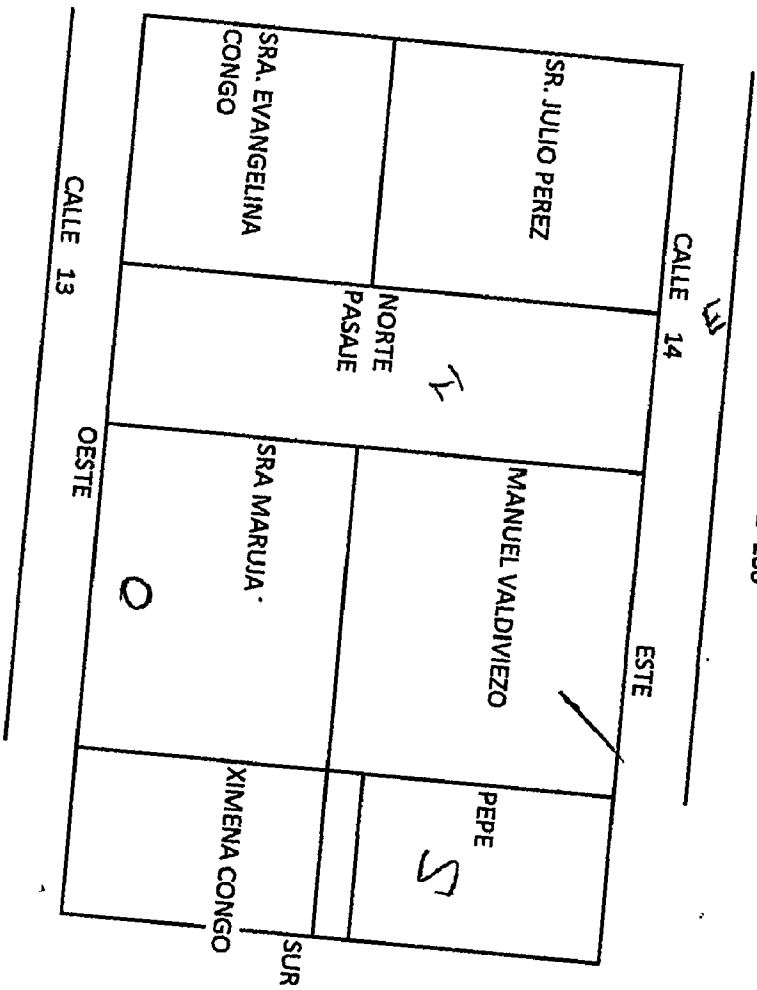 E
CALLE 14
ESTE
SR. JULIO PEREZ
MANUEL VALDIVIEZO
PEPE
S
NORTE
PASAJE
SUR
SRA. EVANGELINA
CONGO
SRA MARUJA
XIMENA CONGO
O
CALLE 13
OESTE